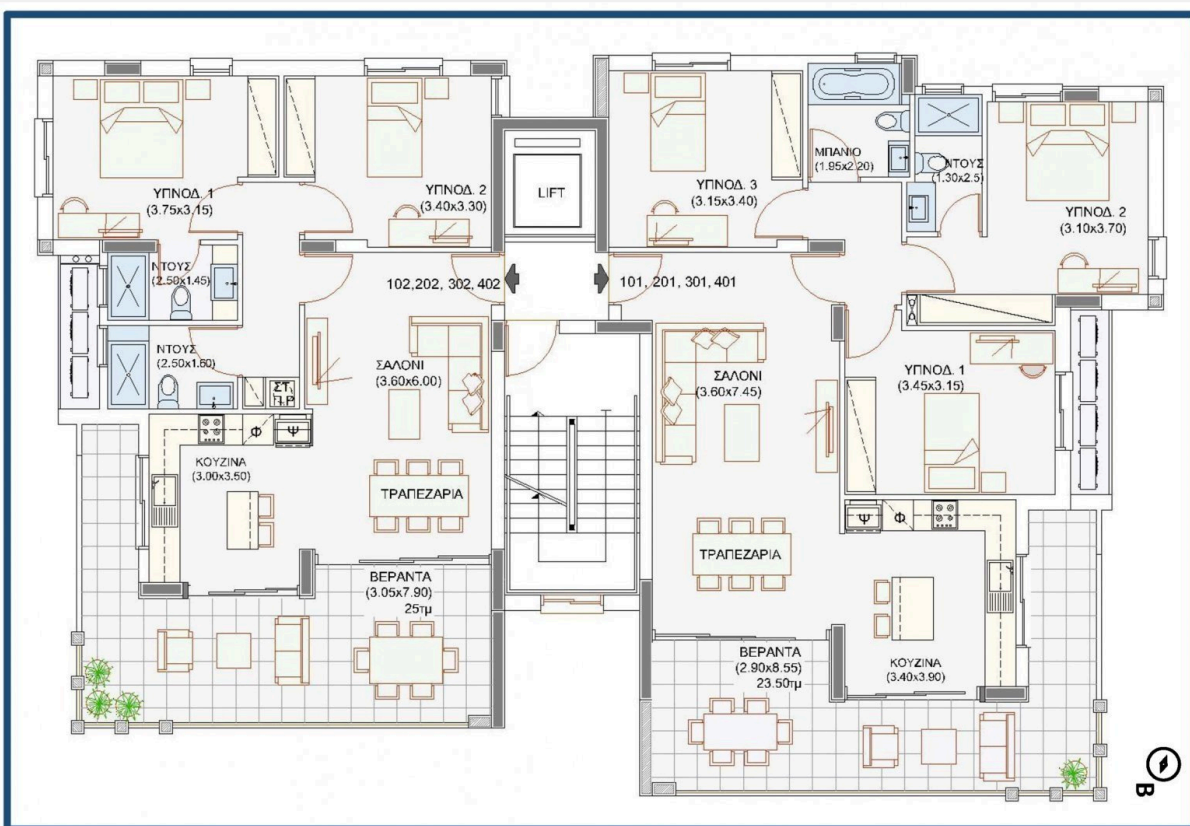 ΥΠΝΟΔ. 1
(3.75x3.15)
ΥΠΝΟΔ. 2
(3.40x3.30)
LIFT
ΥΠΝΟΔ. 3
(3.15x3.40)
ΜΠΑΝΙΟ
(1.95x2.20)
ΝΤΟΥΣ
(1.30x2.5)
ΥΠΝΟΔ. 2
(3.10x3.70)
ΝΤΟΥΣ
(2.50x1.45)
102,202, 302, 402
101, 201, 301, 401
ΝΤΟΥΣ
(2.50x1.60)
ΣΤ.
ΠΡ
ΣΑΛΟΝΙ
(3.60x6.00)
ΣΑΛΟΝΙ
(3.60x7.45)
ΥΠΝΟΔ. 1
(3.45x3.15)
Φ
Ψ
ΚΟΥΖΙΝΑ
(3.00x3.50)
ΤΡΑΠΕΖΑΡΙΑ
Ψ
Φ
ΤΡΑΠΕΖΑΡΙΑ
ΒΕΡΑΝΤΑ
(3.05x7.90)
25τμ
ΒΕΡΑΝΤΑ
(2.90x8.55)
23.50τμ
ΚΟΥΖΙΝΑ
(3.40x3.90)
Β